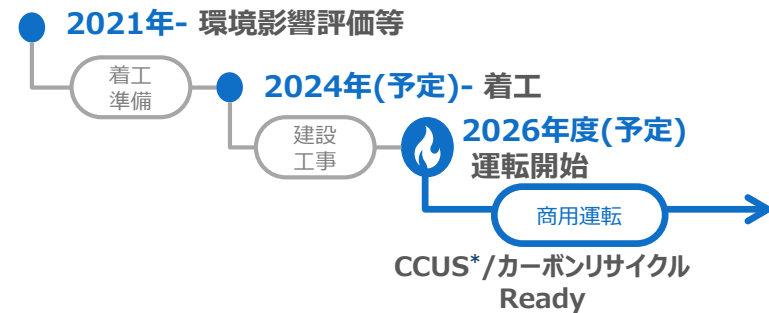 2021年- 環境影響評価等
着工
準備
2024年(予定)- 着工
建設
工事
2026年度(予定)
運転開始
商用運転
CCUS*/カーボンリサイクル
Ready